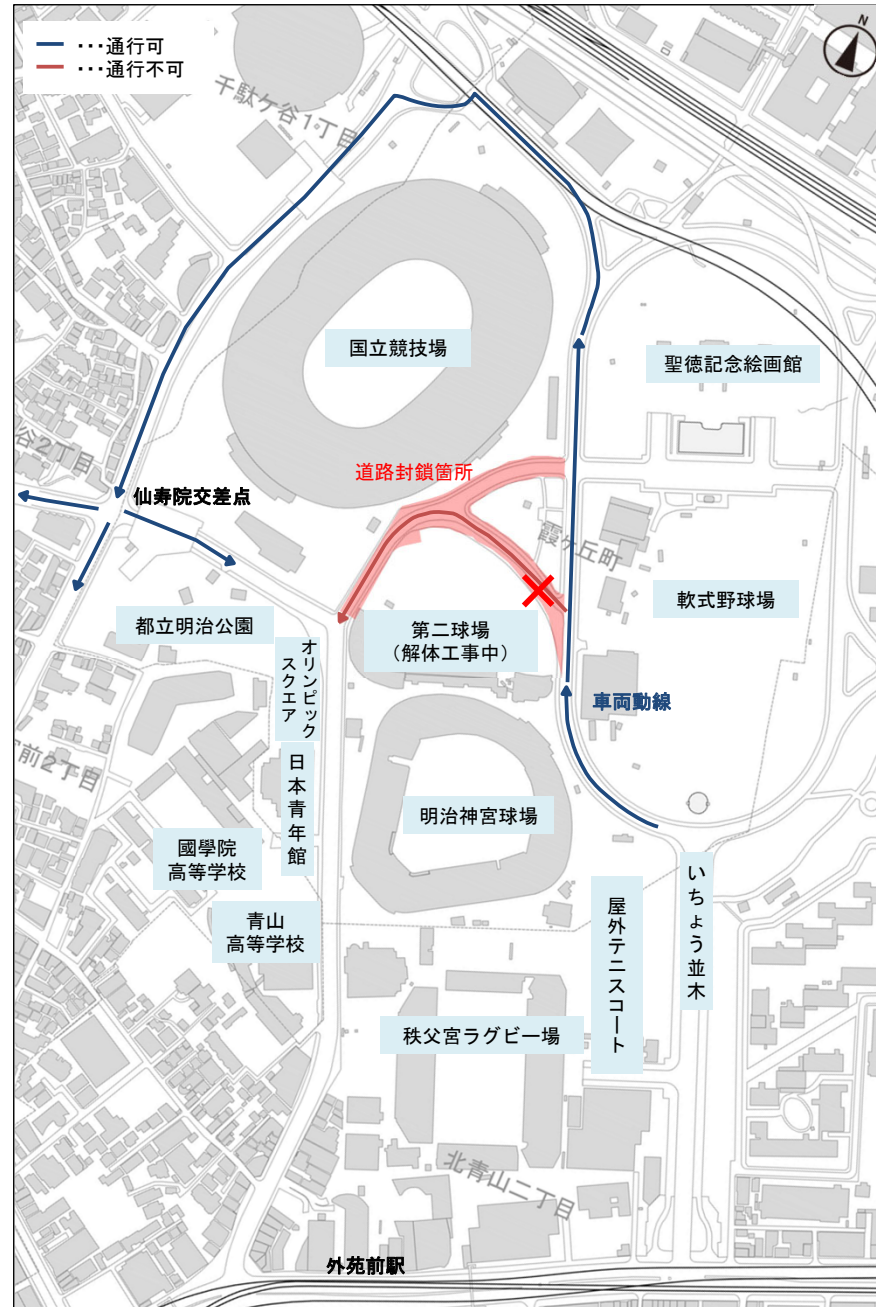 ･･･通行可
･･･通行不可
N
千駄ケ谷1丁目
国立競技場
聖徳記念絵画館
谷2丁目
道路封鎖箇所
仙寿院交差点
霞ヶ丘町
軟式野球場
都立明治公園
第二球場
(解体工事中)
オリンピック
スクエア
車両動線
宮前2丁目
日本青年館
明治神宮球場
國學院
高等学校
いちょう並木
屋外テニスコート
青山
高等学校
秩父宮ラグビー場
北青山二丁目
外苑前駅